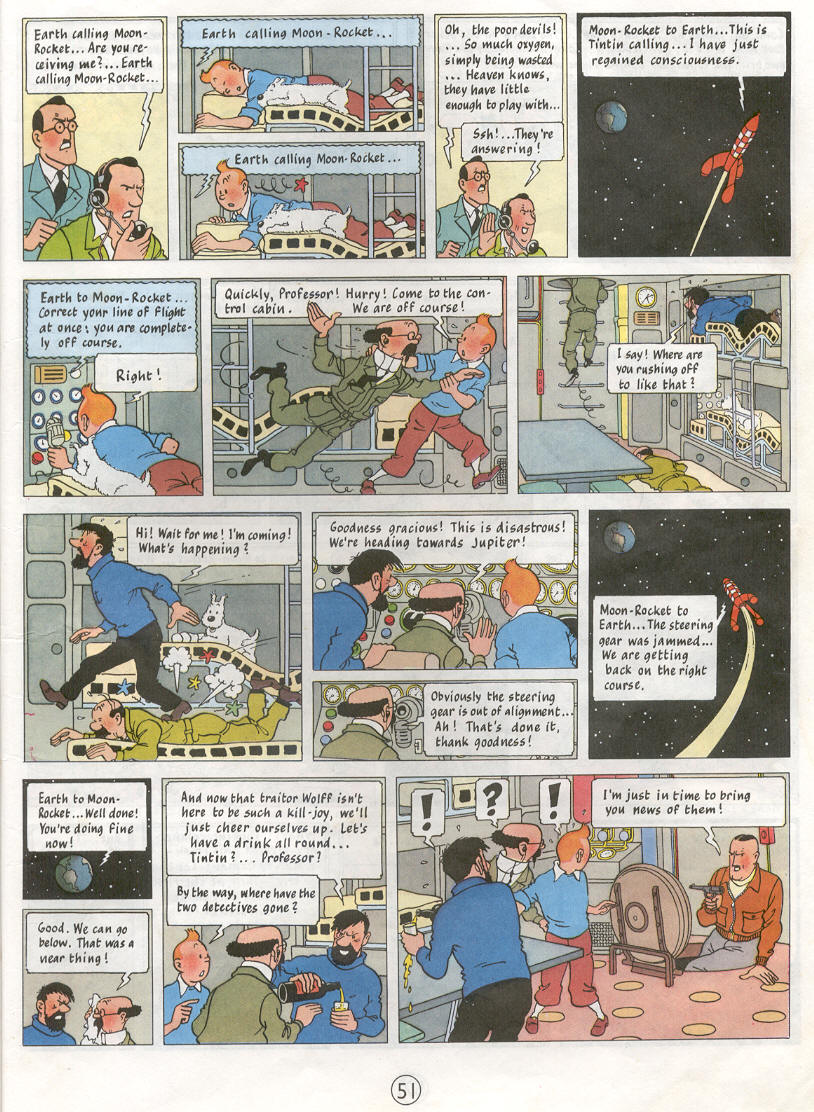 Earth calling Moon-
Rocket... Are you re-
ceiving me?...Earth
calling Moon-Rocket...
Earth calling Moon-Rocket...
Earth calling Moon-Rocket...
Oh, the poor devils!
... So much oxygen,
simply being wasted
... Heaven knows,
they have little
enough to play with...
Ssh!...They're
answering!
Moon-Rocket to Earth...This is
Tintin calling...I have just
regained consciousness.
Earth to Moon-Rocket...
Correct your line of flight
at once: you are complete-
ly off course.
Right!
Quickly, Professor! Hurry! Come to the con-
trol cabin. We are off course!
I say! Where are
you rushing off
to like that?
Hi! Wait for me! I'm coming!
What's happening?
Goodness gracious! This is disastrous!
We're heading towards Jupiter!
Obviously the steering
gear is out of alignment...
Ah! That's done it,
thank goodness!
Moon-Rocket to
Earth...The steering
gear was jammed...
We are getting
back on the right
course.
Earth to Moon-
Rocket...Well done!
You're doing fine
now!
Good. We can go
below. That was a
near thing!
And now that traitor Wolff isn't
here to be such a kill-joy, we'll
just cheer ourselves up. Let's
have a drink all round...
Tintin?... Professor?
By the way, where have the
two detectives gone?
!
?
!
I'm just in time to bring
you news of them!
51